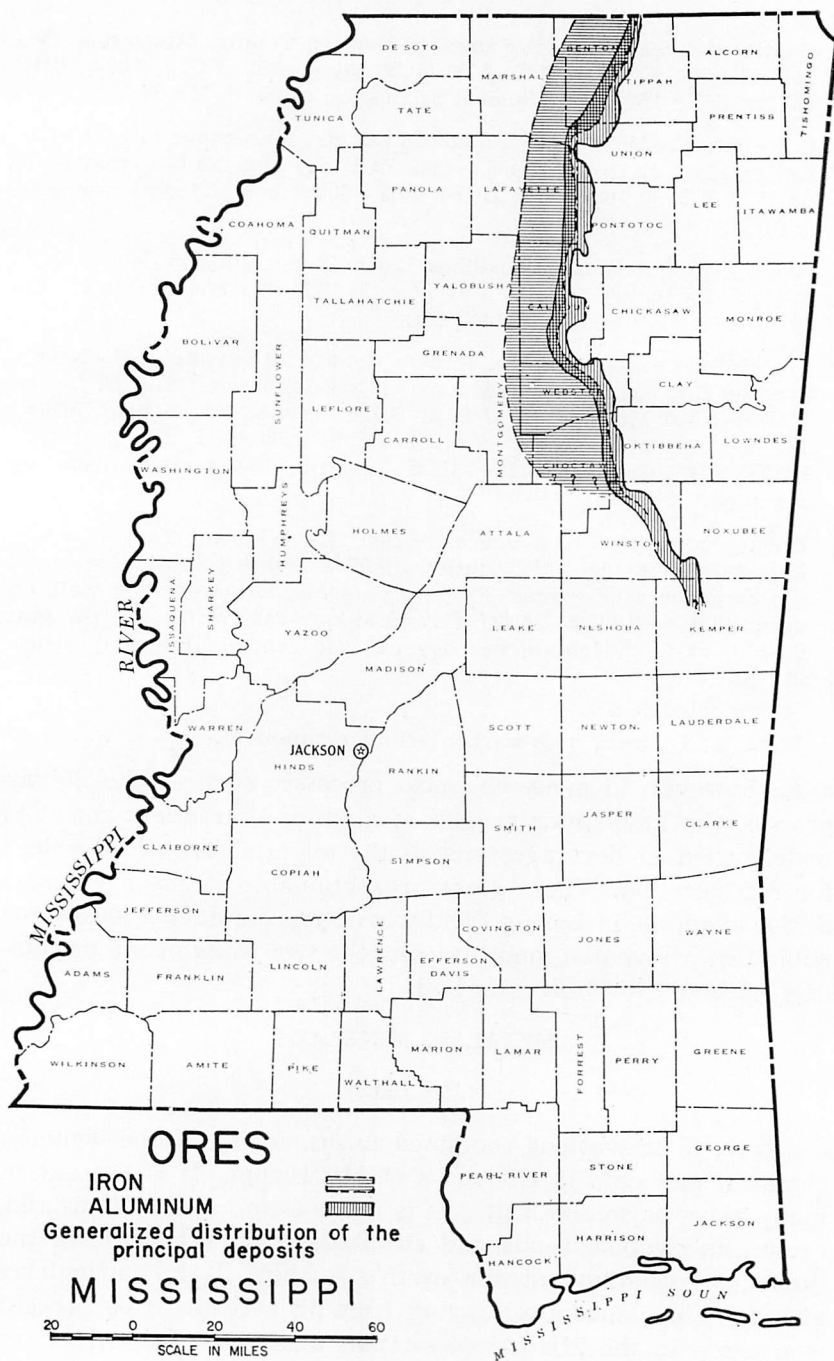 DE SOTO
BENTON
ALCORN
MARSHALL
TIPPAH
TISHOMINGO
TUNICA
TATE
PRENTISS
UNION
PANOLA
LAFAYETTE
COAHOMA
QUITMAN
PONTOTOC
LEE
ITAWAMBA
YALOBUSHA
TALLAHATCHIE
CALHOUN
CHICKASAW
MONROE
BOLIVAR
SUNFLOWER
GRENADA
CLAY
LEFLORE
MONTGOMERY
WEBSTER
CARROLL
OKTIBBEHA
LOWNDES
WASHINGTON
CHOCTAW
? ? ? ?
HUMPHREYS
HOLMES
ATTALA
WINSTON
NOXUBEE
ISSAQUENA
SHARKEY
YAZOO
LEAKE
NESHOBA
KEMPER
RIVER
MADISON
WARREN
SCOTT
NEWTON
LAUDERDALE
JACKSON
HINDS
RANKIN
MISSISSIPPI
CLAIBORNE
COPIAH
SIMPSON
SMITH
JASPER
CLARKE
JEFFERSON
COVINGTON
JONES
WAYNE
ADAMS
FRANKLIN
LINCOLN
LAWRENCE
JEFFERSON
DAVIS
WILKINSON
AMITE
PIKE
WALTHALL
MARION
LAMAR
FORREST
PERRY
GREENE
ORES
IRON
ALUMINUM
Generalized distribution of the
principal deposits
MISSISSIPPI
20 0 20 40 60
SCALE IN MILES
PEARL RIVER
STONE
GEORGE
HANCOCK
HARRISON
JACKSON
MISSISSIPPI SOUN